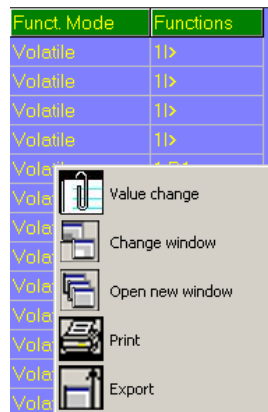 Funct. Mode Functions
Volatile 1I>
Volatile 1I>
Volatile 1I>
Volatile 1I>
Value change
Change window
Open new window
Print
Export